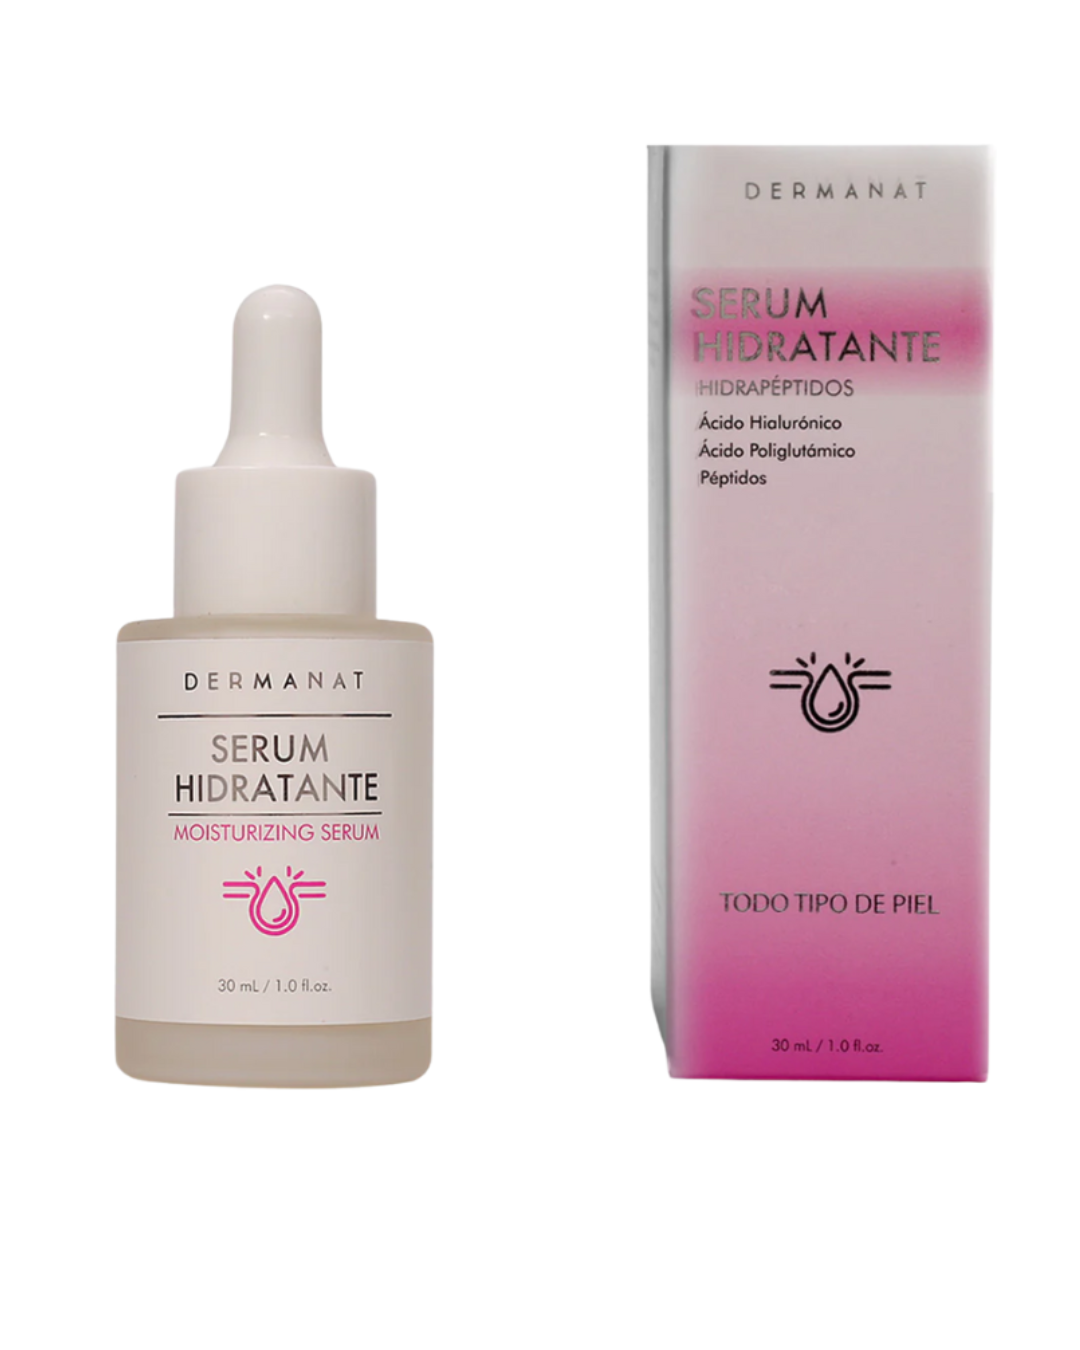 DERMANAT
SERUM
HIDRATANTE
MOISTURIZING SERUM
30 mL / 1.0 fl.oz.
DERMANAT
SERUM
HIDRATANTE
HIDRAPÉPTIDOS
Ácido Hialurónico
Ácido Poliglutámico
Péptidos
TODO TIPO DE PIEL
30 mL / 1.0 fl.oz.